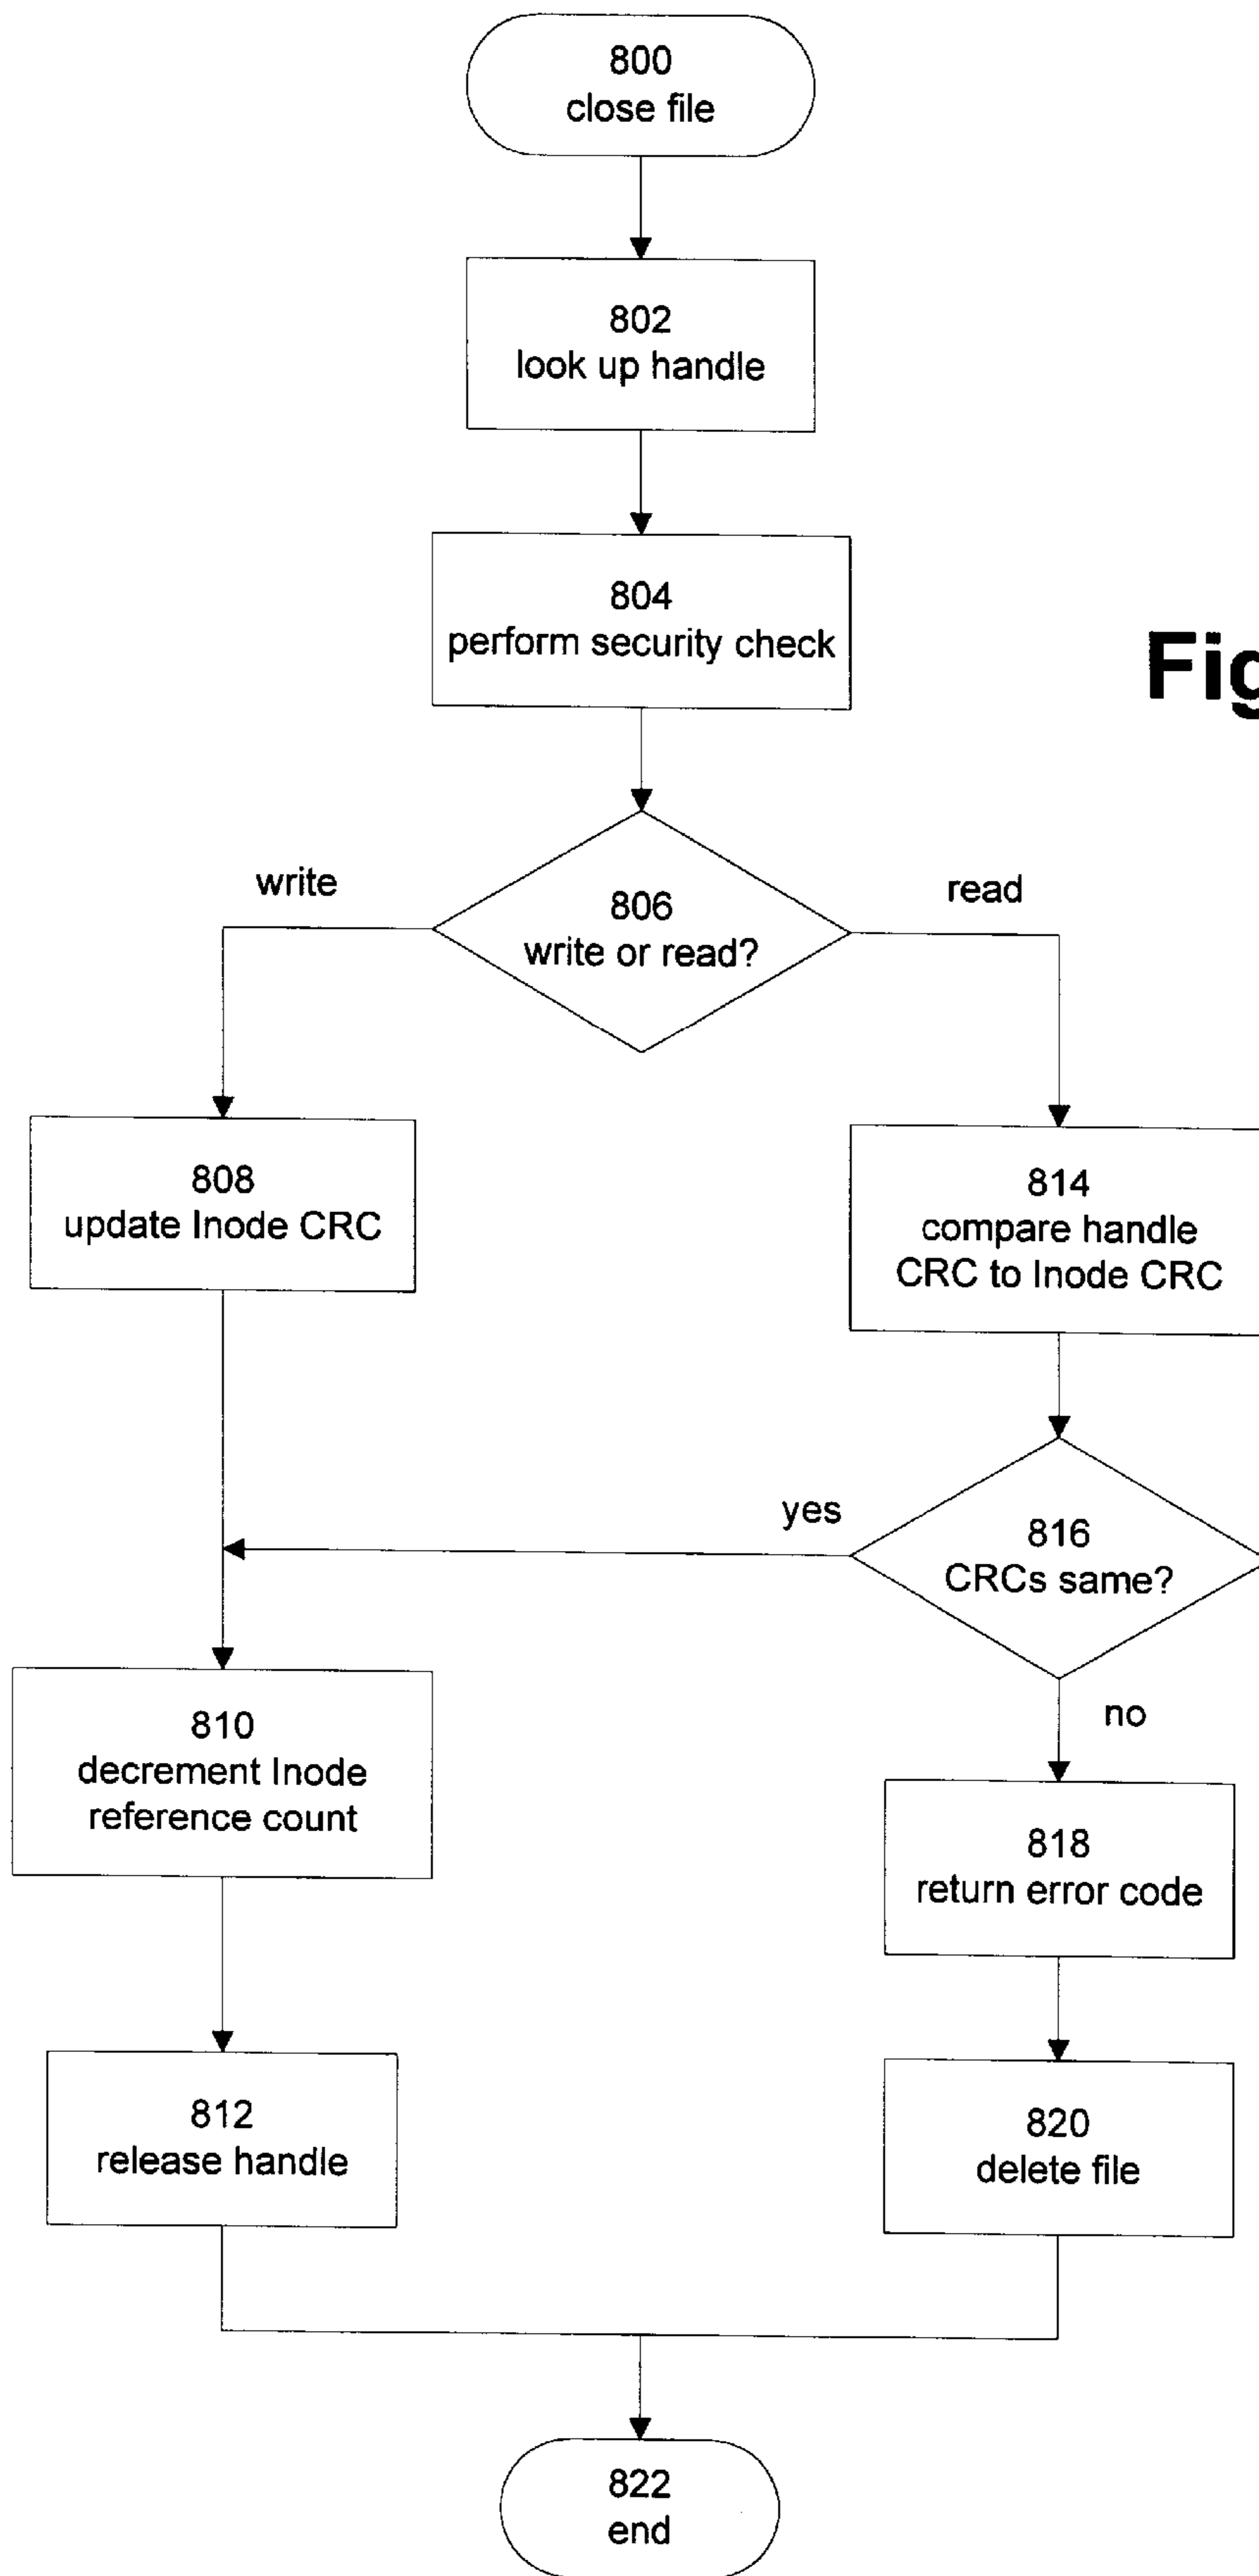 800
close file
802
look up handle
804
perform security check
Fig
write
806
write or read?
read
808
update Inode CRC
814
compare handle
CRC to Inode CRC
yes
816
CRCs same?
no
810
decrement Inode
reference count
818
return error code
812
release handle
820
delete file
822
end